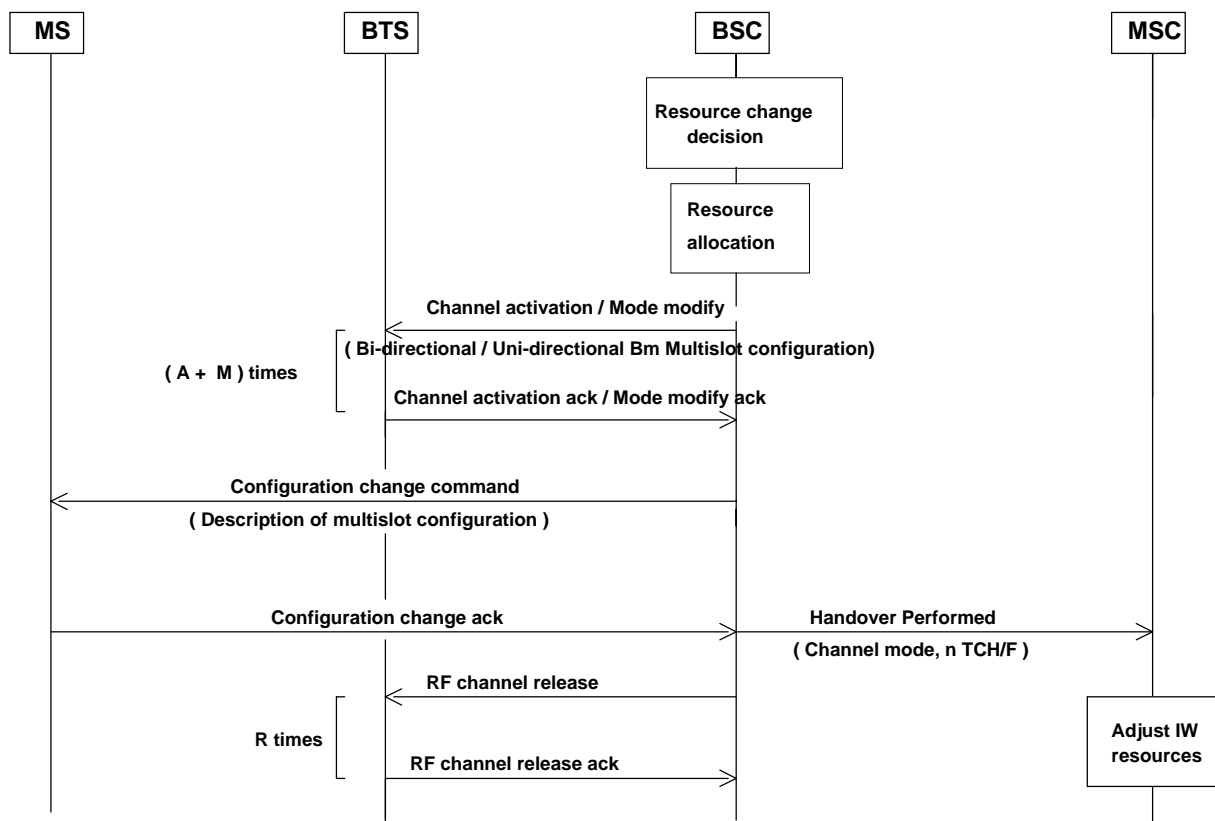 MS
BTS
BSC
MSC
Resource change
decision
Resource
allocation
Channel activation / Mode modify
( Bi-directional / Uni-directional Bm Multislot configuration)
( A + M ) times
Channel activation ack / Mode modify ack
Configuration change command
( Description of multislot configuration )
Configuration change ack
Handover Performed
( Channel mode, n TCH/F )
RF channel release
R times
Adjust IW
resources
RF channel release ack